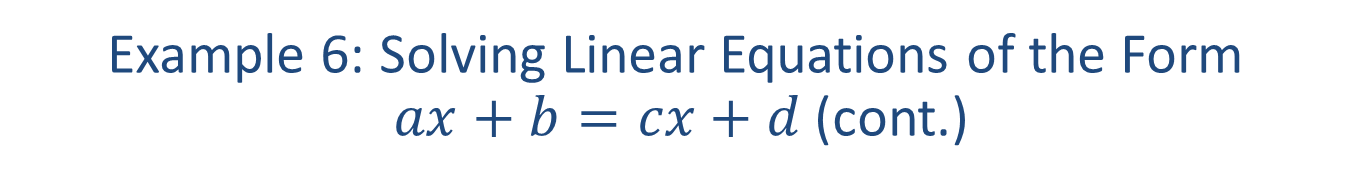 Example 6: Solving Linear Equations of the Form
𝑎𝑥 + 𝑏 = 𝑐𝑥 + 𝑑 (cont.)